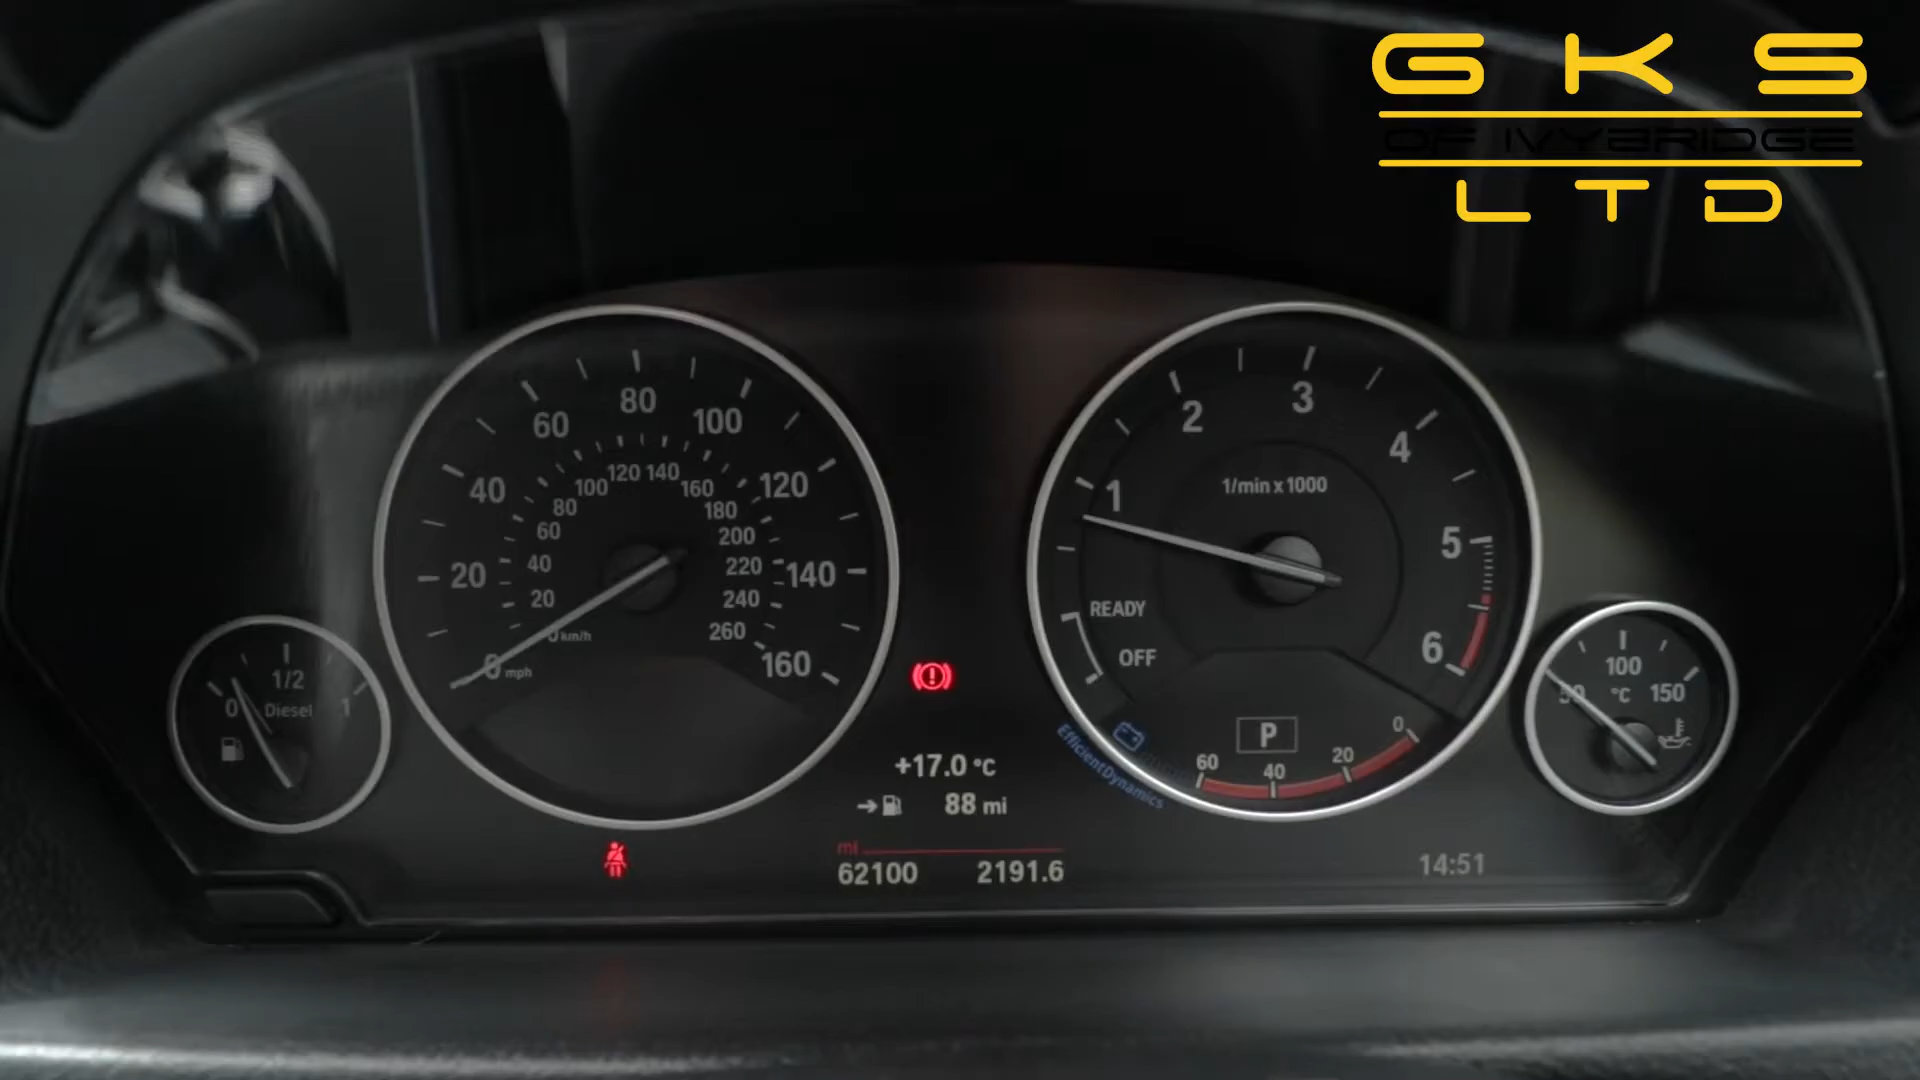 GKS
OF IVYBRIDGE
LTD
20 40 60 80 100 120 140 160
0 mph
20 40 60 80 100 120 140 160 180 200 220 240 260
0 km/h
1 2 3 4 5 6
1/min x 1000
READY
OFF
0 1/2 1
Diesel
50 100 150
°C
P
60 40 20 0
EfficientDynamics
+17.0 °C
88 mi
mi
62100 2191.6
14:51